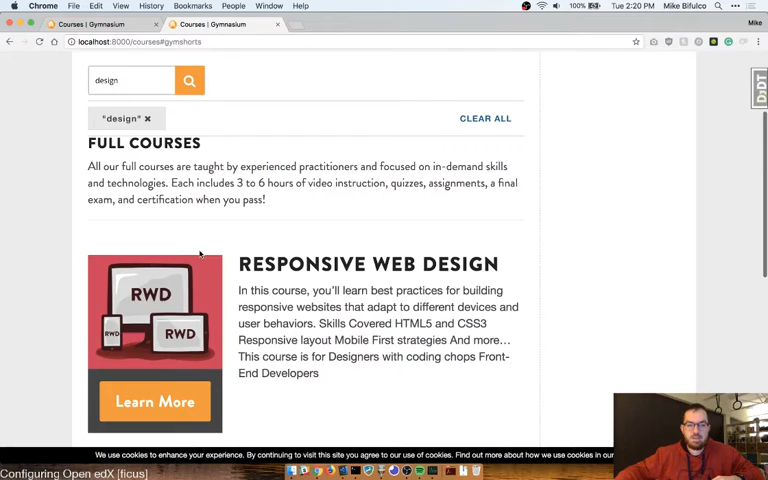 Chrome File Edit View History Bookmarks People Window Help 100% Tue 2:20 PM Mike Bifulco
Courses | Gymnasium × Courses | Gymnasium × Mike
localhost:8000/courses#gymshorts
design
DjDT
"design" ✖ CLEAR ALL
FULL COURSES
All our full courses are taught by experienced practitioners and focused on in-demand skills
and technologies. Each includes 3 to 6 hours of video instruction, quizzes, assignments, a final
exam, and certification when you pass!
RESPONSIVE WEB DESIGN
RWD
RWD
RWD
In this course, you'll learn best practices for building
responsive websites that adapt to different devices and
user behaviors. Skills Covered HTML5 and CSS3
Responsive layout Mobile First strategies And more...
This course is for Designers with coding chops Front-
End Developers
Learn More
We use cookies to enhance your experience. By continuing to visit this site you agree to our use of cookies. Find out more about how we use cookies in our
Configuring Open edX [ficus]